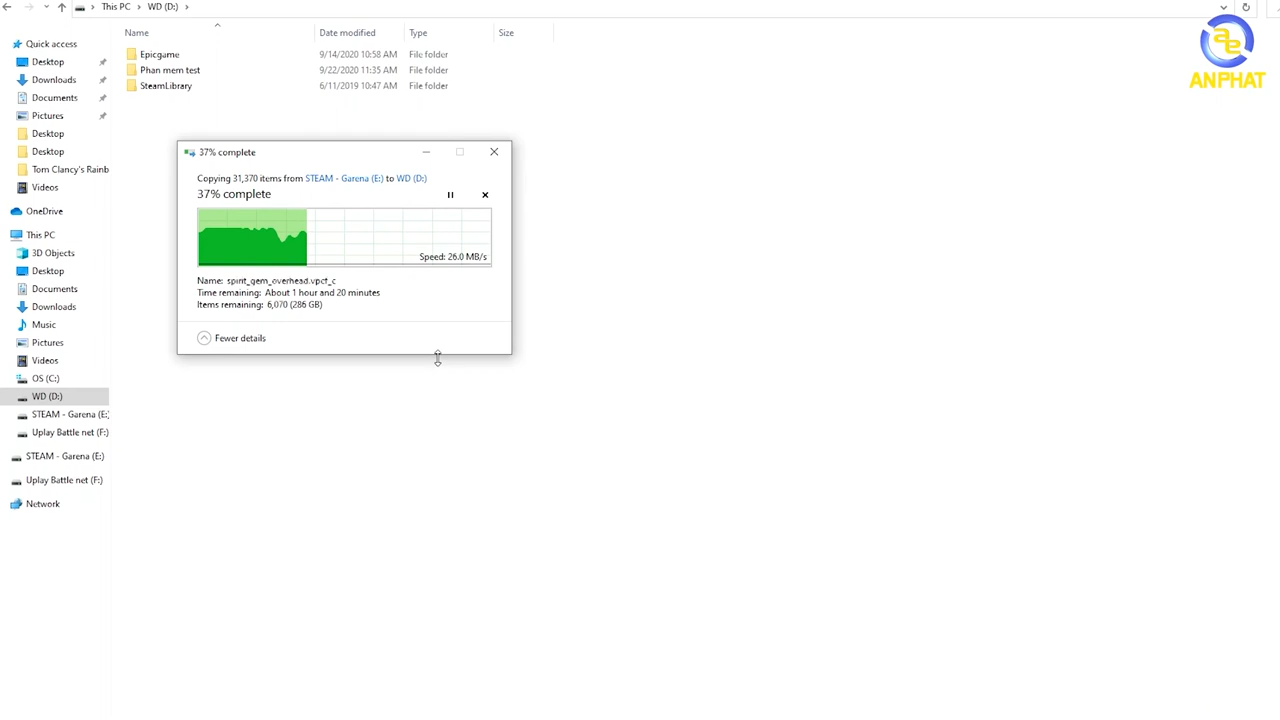 This PC > WD (D:) >
Name Date modified Type Size
Epicgame 9/14/2020 10:58 AM File folder
Phan mem test 9/22/2020 11:35 AM File folder
SteamLibrary 6/11/2019 10:47 AM File folder
ae
ANPHAT
Quick access
Desktop
Downloads
Documents
Pictures
Desktop
Desktop
Tom Clancy's Rainb
Videos
OneDrive
This PC
3D Objects
Desktop
Documents
Downloads
Music
Pictures
Videos
OS (C:)
WD (D:)
STEAM - Garena (E:)
Uplay Battle net (F:)
STEAM - Garena (E:)
Uplay Battle net (F:)
Network
37% complete
Copying 31,370 items from STEAM - Garena (E:) to WD (D:)
37% complete
Speed: 26.0 MB/s
Name: spirit_gem_overhead.vpcf_c
Time remaining: About 1 hour and 20 minutes
Items remaining: 6,070 (286 GB)
Fewer details